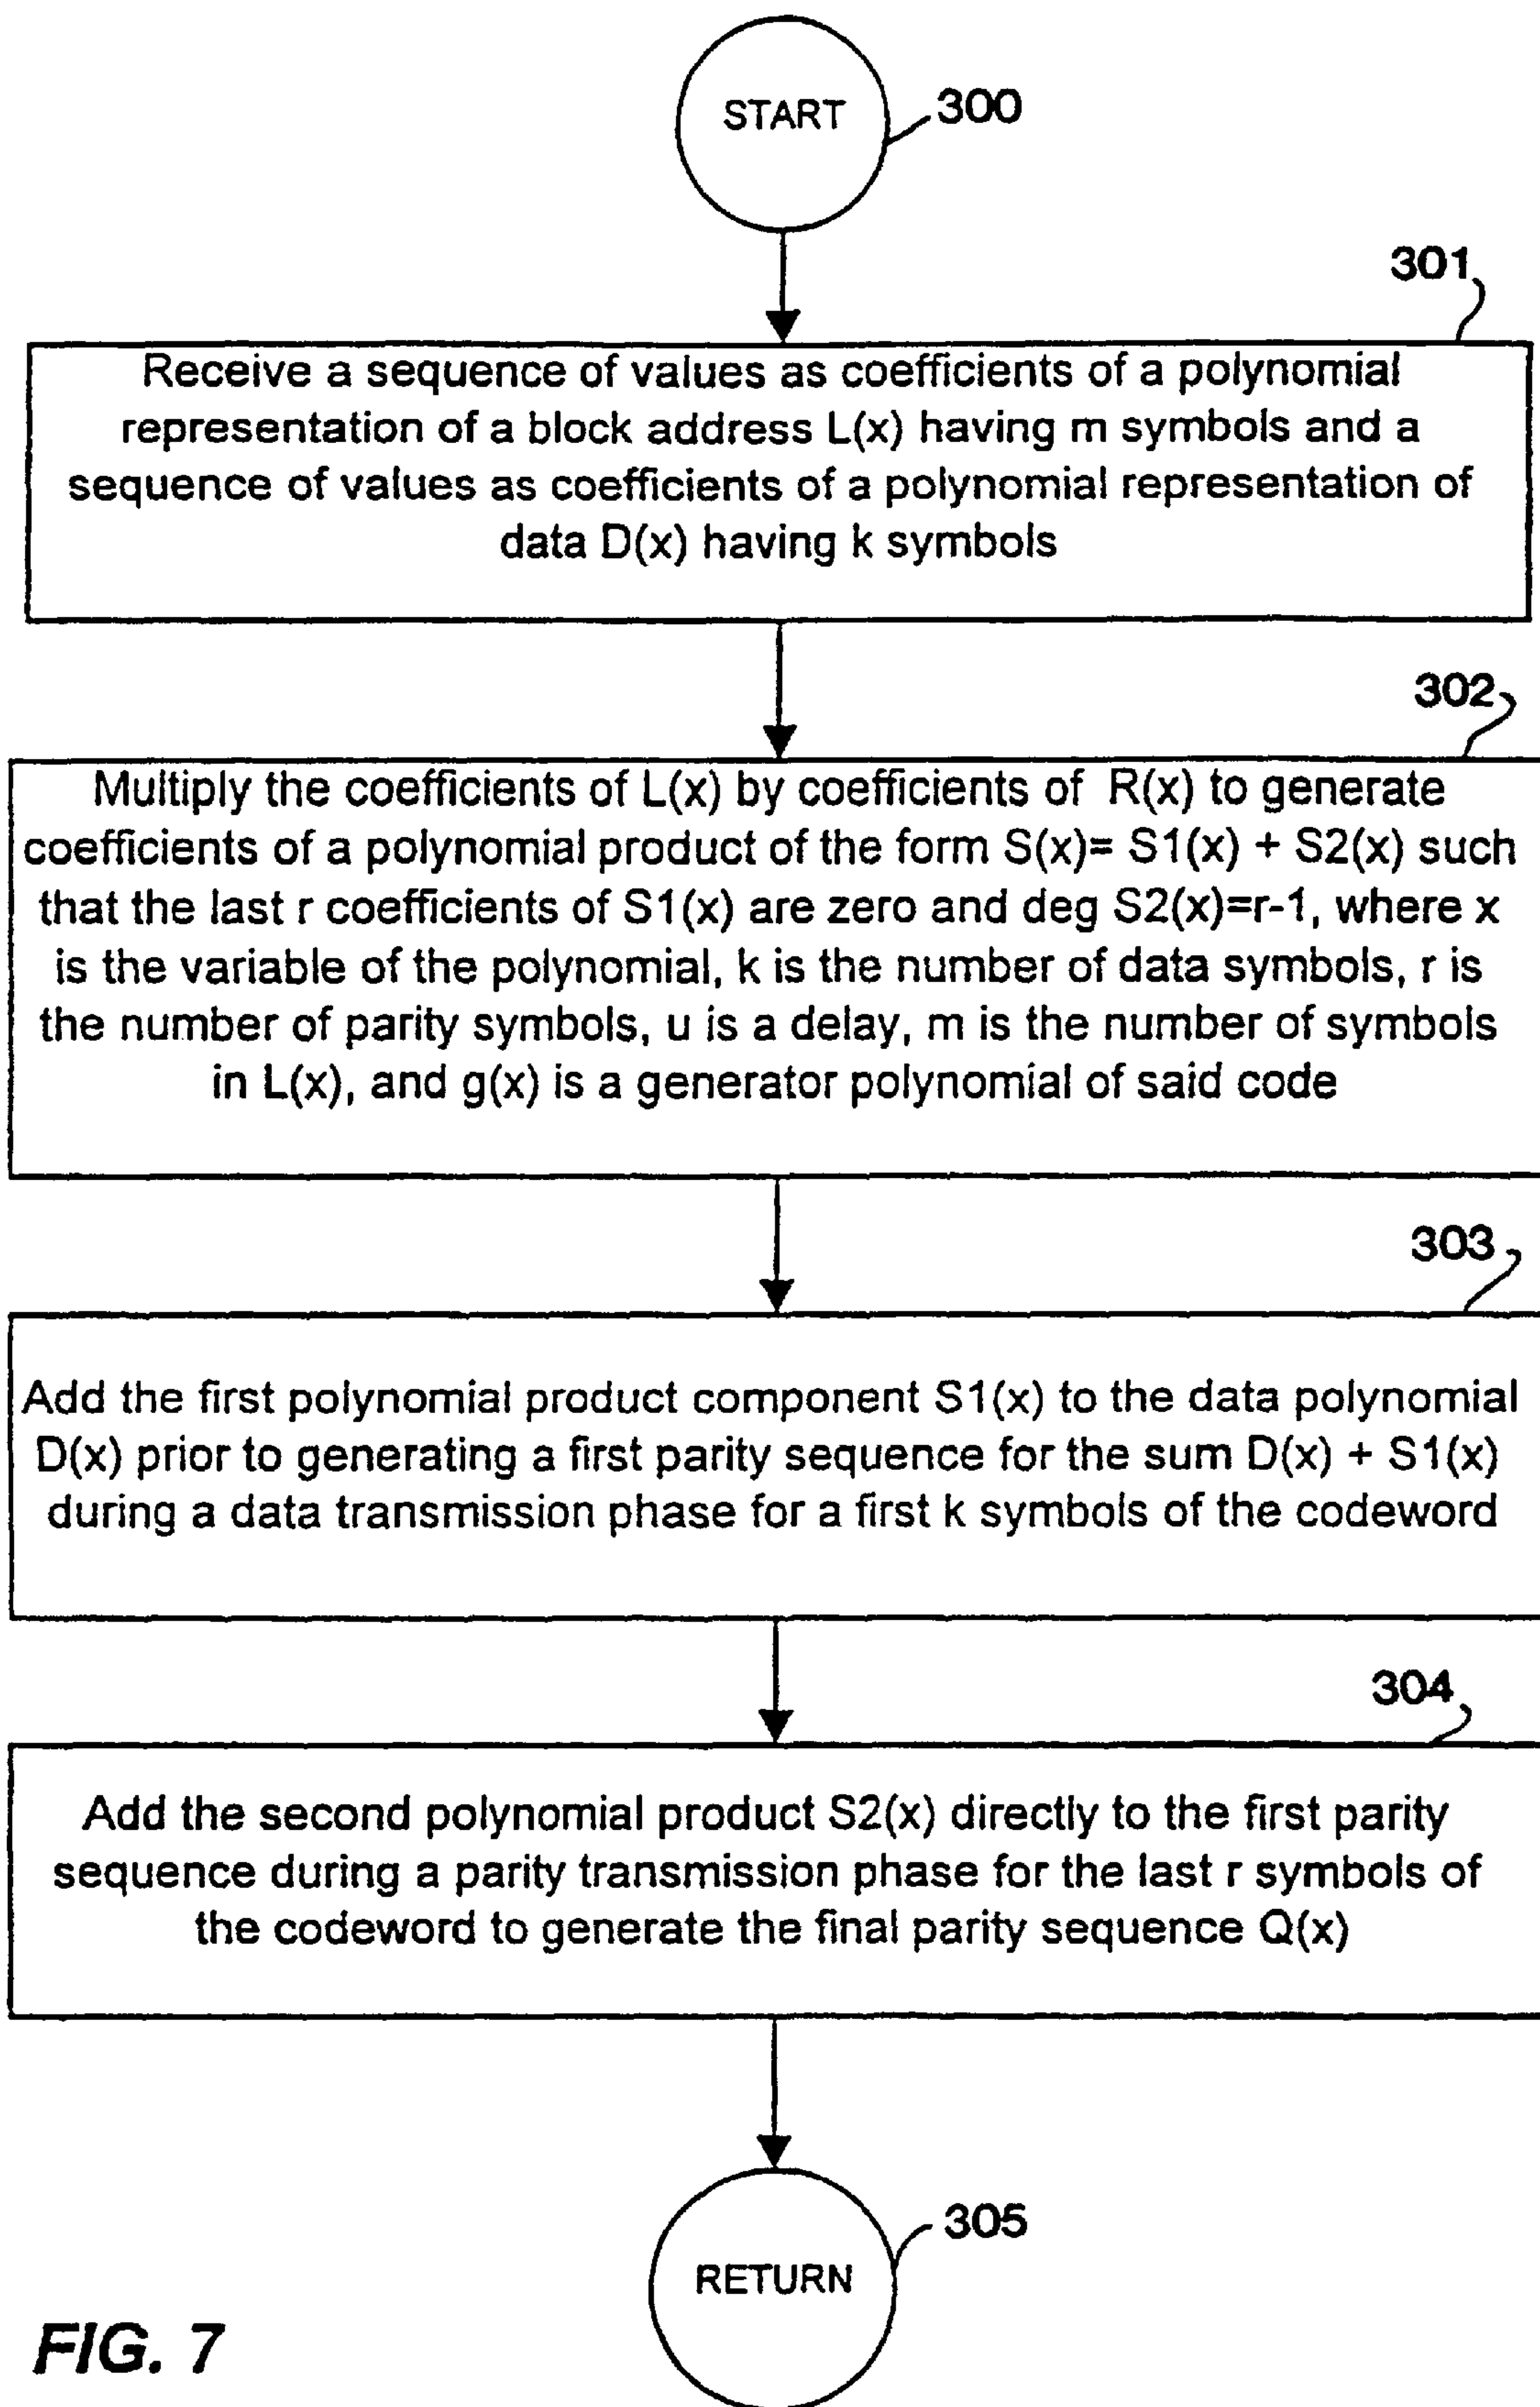 START
300
301
Receive a sequence of values as coefficients of a polynomial
representation of a block address L(x) having m symbols and a
sequence of values as coefficients of a polynomial representation of
data D(x) having k symbols
302
Multiply the coefficients of L(x) by coefficients of R(x) to generate
coefficients of a polynomial product of the form S(x)= S1(x) + S2(x) such
that the last r coefficients of S1(x) are zero and deg S2(x)=r-1, where x
is the variable of the polynomial, k is the number of data symbols, r is
the number of parity symbols, u is a delay, m is the number of symbols
in L(x), and g(x) is a generator polynomial of said code
303
Add the first polynomial product component S1(x) to the data polynomial
D(x) prior to generating a first parity sequence for the sum D(x) + S1(x)
during a data transmission phase for a first k symbols of the codeword
304
Add the second polynomial product S2(x) directly to the first parity
sequence during a parity transmission phase for the last r symbols of
the codeword to generate the final parity sequence Q(x)
305
RETURN
FIG. 7